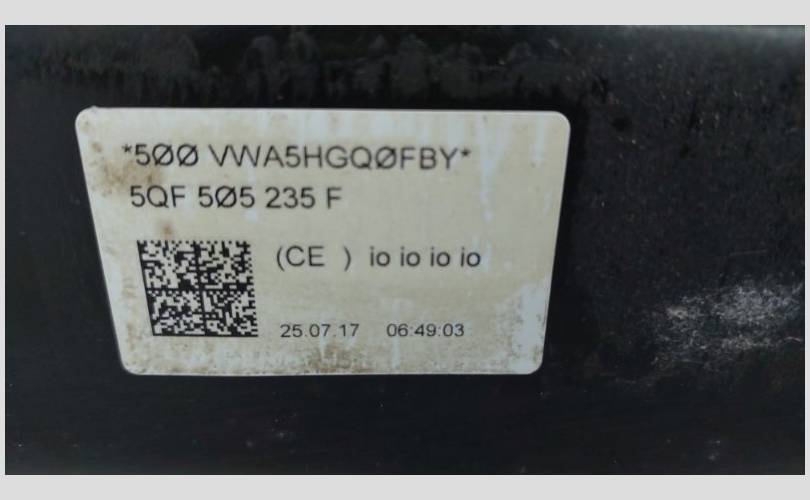 *5ØØ VWA5HGQØFBY*
5QF 5Ø5 235 F
(CE ) io io io io
25.07.17 06:49:03